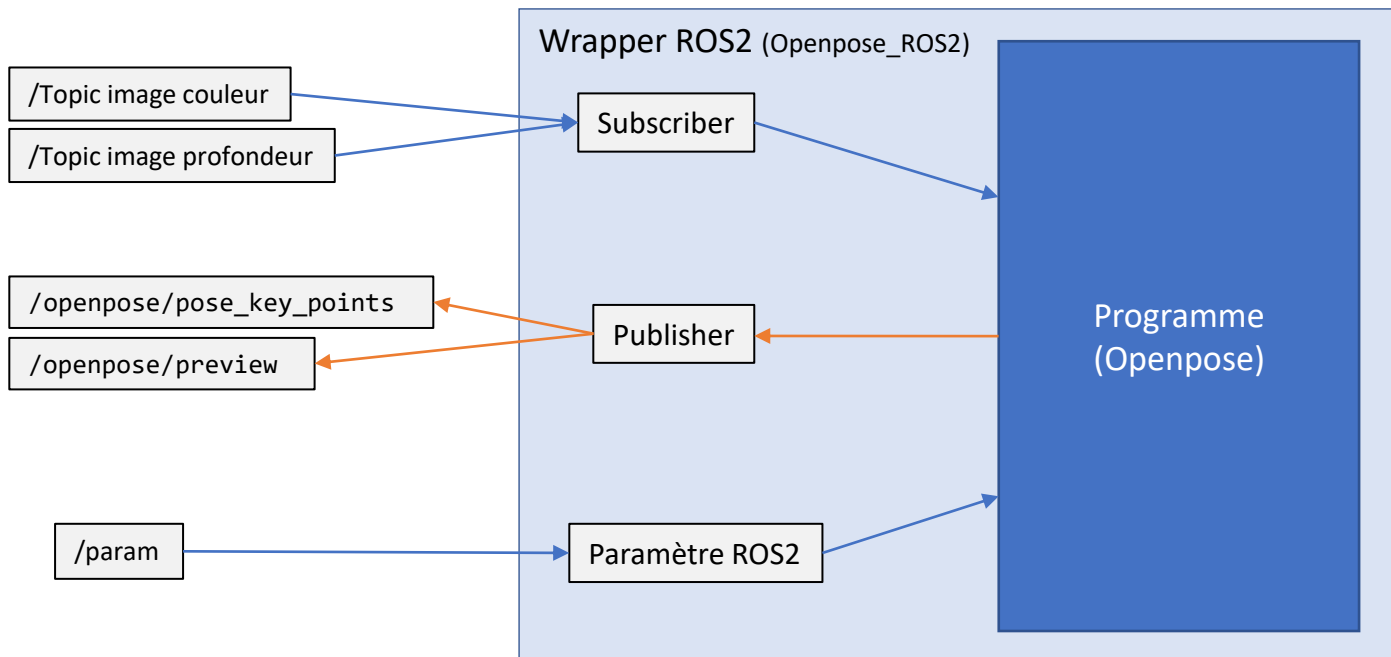 Wrapper ROS2 (Openpose_ROS2)
/Topic image couleur
/Topic image profondeur
Subscriber
/openpose/pose_key_points
/openpose/preview
Publisher
Programme
(Openpose)
/param
Paramètre ROS2